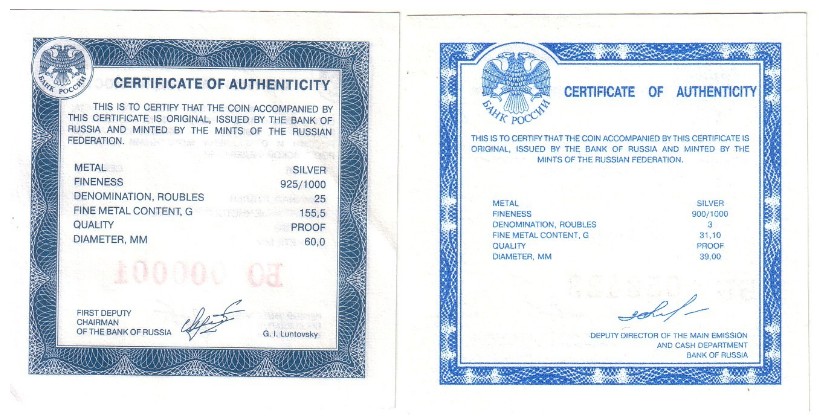 БАНК РОССИИ
CERTIFICATE OF AUTHENTICITY
THIS IS TO CERTIFY THAT THE COIN ACCOMPANIED BY
THIS CERTIFICATE IS ORIGINAL, ISSUED BY THE BANK OF
RUSSIA AND MINTED BY THE MINTS OF THE RUSSIAN
FEDERATION.
METAL SILVER
FINENESS 925/1000
DENOMINATION, ROUBLES 25
FINE METAL CONTENT, G 155,5
QUALITY PROOF
DIAMETER, MM 60,0
FIRST DEPUTY
CHAIRMAN
OF THE BANK OF RUSSIA G. I. Luntovsky
БАНК РОССИИ
CERTIFICATE OF AUTHENTICITY
THIS IS TO CERTIFY THAT THE COIN ACCOMPANIED BY THIS CERTIFICATE IS
ORIGINAL, ISSUED BY THE BANK OF RUSSIA AND MINTED BY THE
MINTS OF THE RUSSIAN FEDERATION.
METAL SILVER
FINENESS 900/1000
DENOMINATION, ROUBLES 3
FINE METAL CONTENT, G 31,10
QUALITY PROOF
DIAMETER, MM 39.00
DEPUTY DIRECTOR OF THE MAIN EMISSION
AND CASH DEPARTMENT
BANK OF RUSSIA